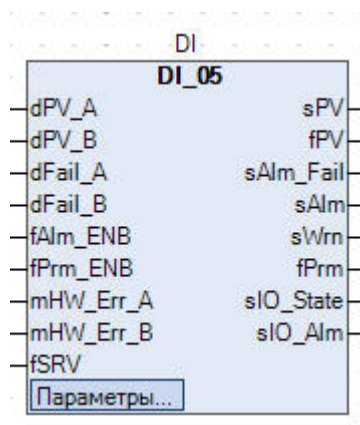 DI
DI_05
dPV_A sPV
dPV_B fPV
dFail_A sAlm_Fail
dFail_B sAlm
fAlm_ENB sWrn
fPrm_ENB fPrm
mHW_Err_A sIO_State
mHW_Err_B sIO_Alm
fSRV
Параметры...